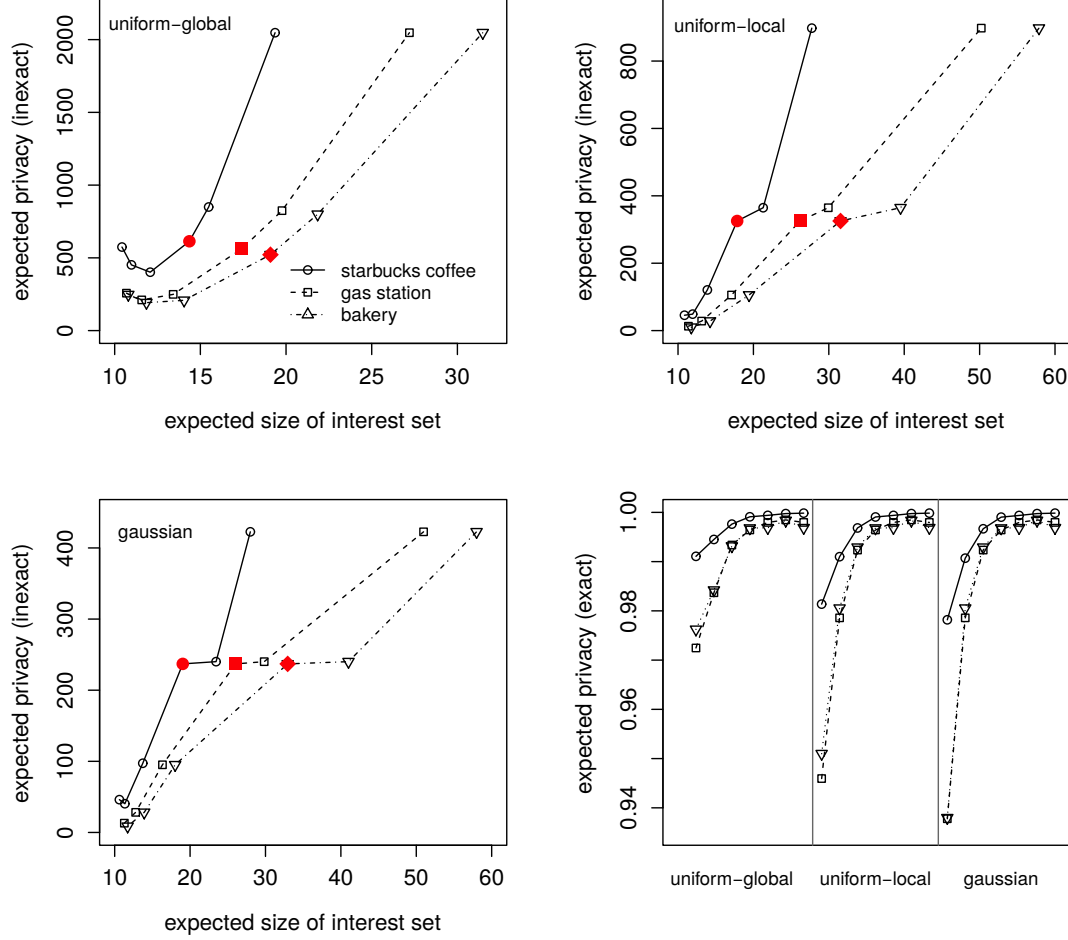 uniform−global
expected privacy (inexact)
0 500 1000 1500 2000
starbucks coffee
gas station
bakery
10 15 20 25 30
expected size of interest set
uniform−local
expected privacy (inexact)
0 200 400 600 800
10 20 30 40 50 60
expected size of interest set
gaussian
expected privacy (inexact)
0 100 200 300 400
10 20 30 40 50 60
expected size of interest set
expected privacy (exact)
0.94 0.96 0.98 1.00
uniform−global uniform−local gaussian